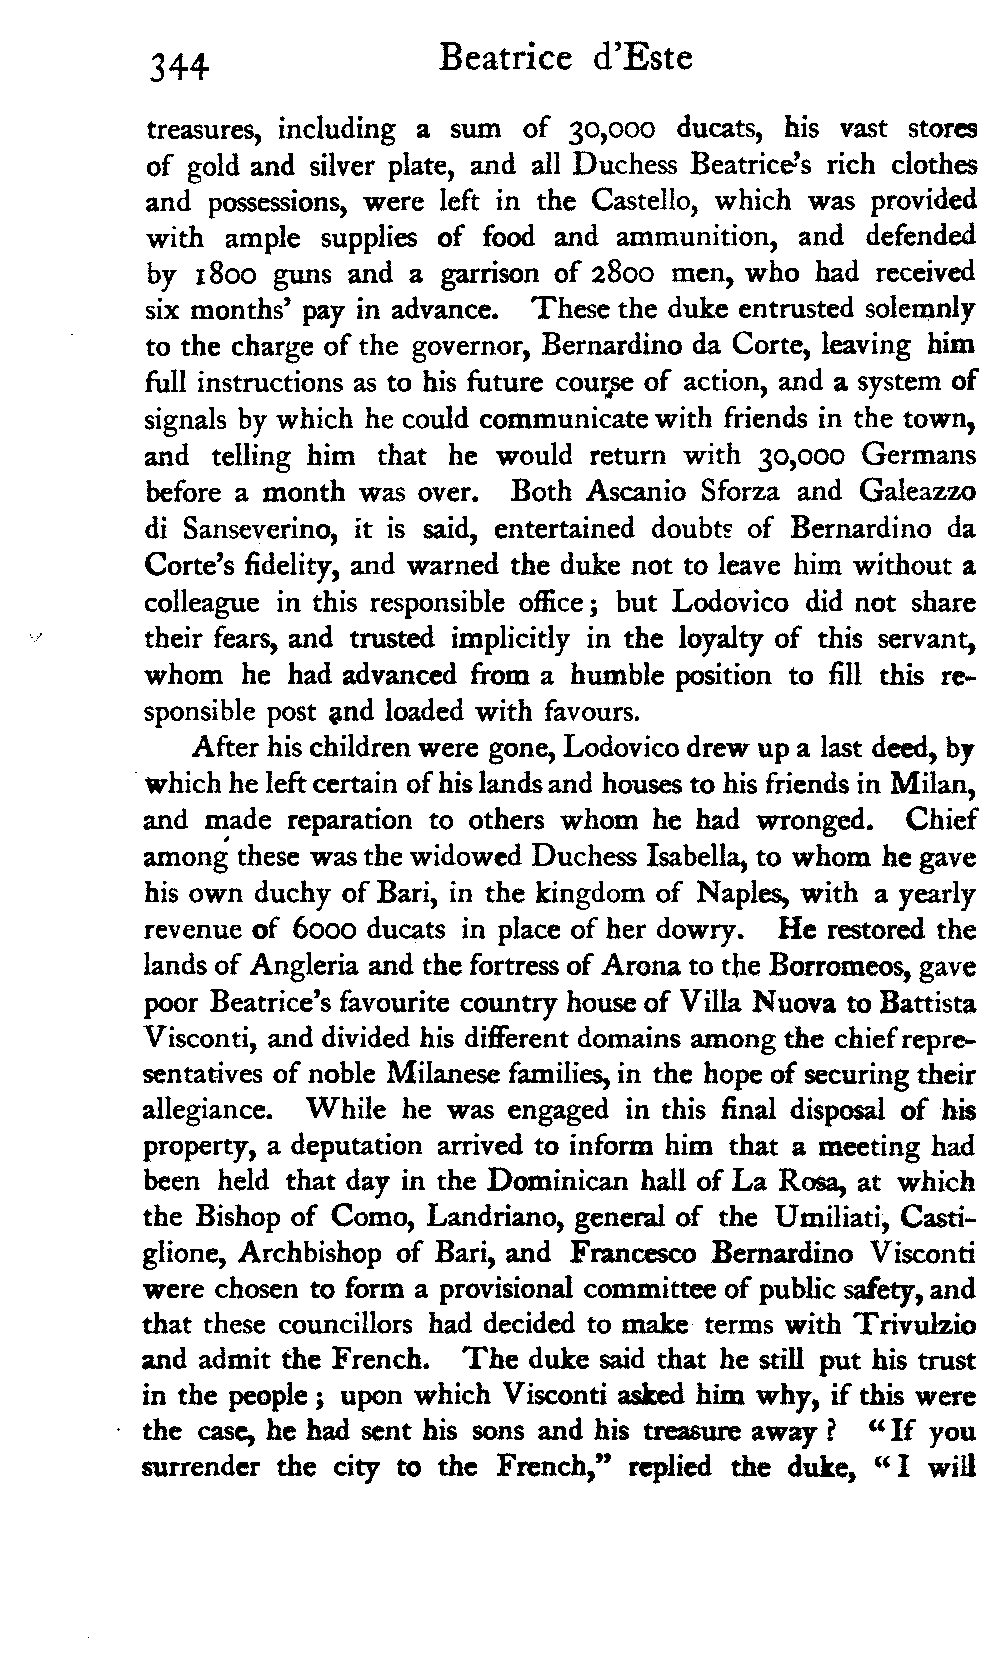 344 Beatrice d'Este
treasures, including a sum of 30,000 ducats, his vast stores
of gold and silver plate, and all Duchess Beatrice's rich clothes
and possessions, were left in the Castello, which was provided
with ample supplies of food and ammunition, and defended
by 1800 guns and a garrison of 2800 men, who had received
six months' pay in advance. These the duke entrusted solemnly
to the charge of the governor, Bernardino da Corte, leaving him
full instructions as to his future course of action, and a system of
signals by which he could communicate with friends in the town,
and telling him that he would return with 30,000 Germans
before a month was over. Both Ascanio Sforza and Galeazzo
di Sanseverino, it is said, entertained doubts of Bernardino da
Corte's fidelity, and warned the duke not to leave him without a
colleague in this responsible office; but Lodovico did not share
their fears, and trusted implicitly in the loyalty of this servant,
whom he had advanced from a humble position to fill this re-
sponsible post and loaded with favours.
After his children were gone, Lodovico drew up a last deed, by
which he left certain of his lands and houses to his friends in Milan,
and made reparation to others whom he had wronged. Chief
among these was the widowed Duchess Isabella, to whom he gave
his own duchy of Bari, in the kingdom of Naples, with a yearly
revenue of 6000 ducats in place of her dowry. He restored the
lands of Angleria and the fortress of Arona to the Borromeos, gave
poor Beatrice's favourite country house of Villa Nuova to Battista
Visconti, and divided his different domains among the chief repre-
sentatives of noble Milanese families, in the hope of securing their
allegiance. While he was engaged in this final disposal of his
property, a deputation arrived to inform him that a meeting had
been held that day in the Dominican hall of La Rosa, at which
the Bishop of Como, Landriano, general of the Umiliati, Casti-
glione, Archbishop of Bari, and Francesco Bernardino Visconti
were chosen to form a provisional committee of public safety, and
that these councillors had decided to make terms with Trivulzio
and admit the French. The duke said that he still put his trust
in the people; upon which Visconti asked him why, if this were
the case, he had sent his sons and his treasure away? "If you
surrender the city to the French," replied the duke, "I will